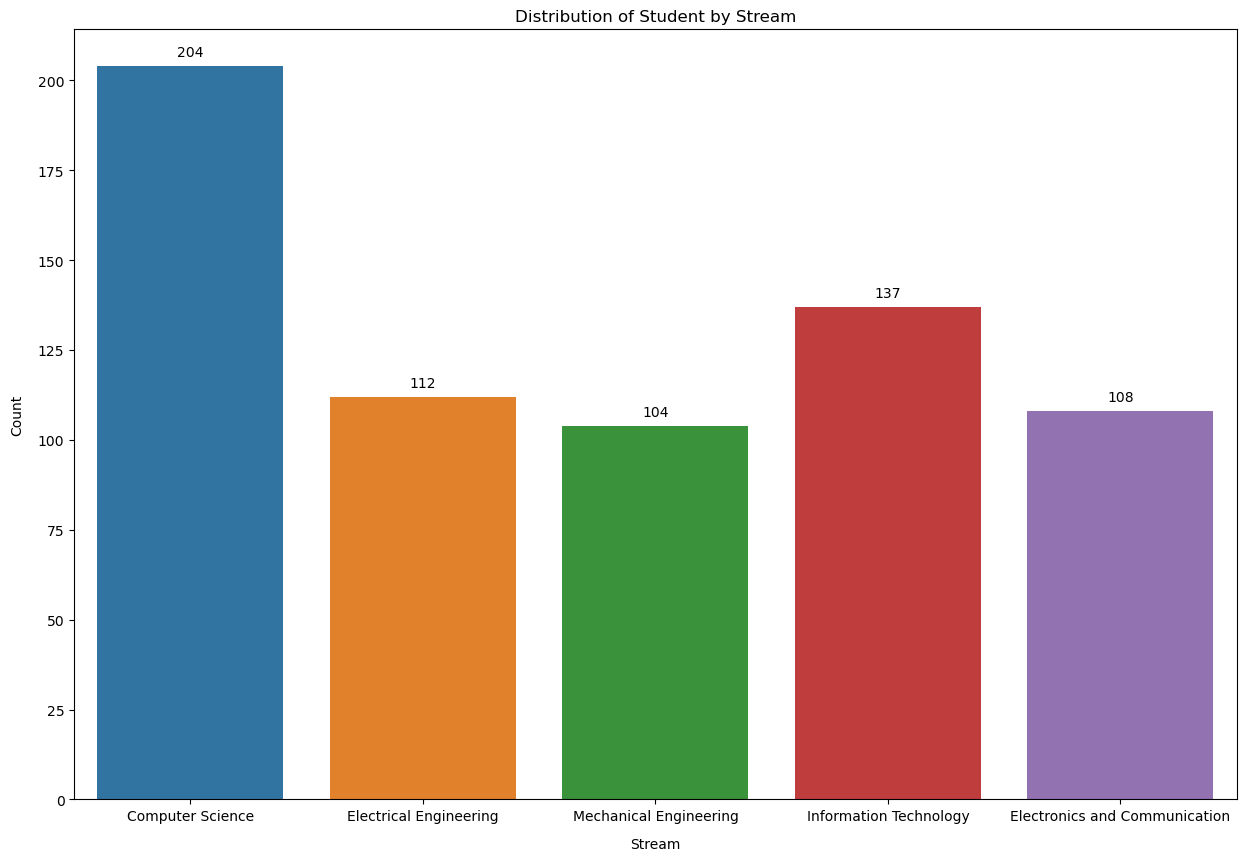 Distribution of Student by Stream
204
200
175
150
137
125
112
108
104
100
75
50
25
0
Count
Computer Science
Electrical Engineering
Mechanical Engineering
Information Technology
Electronics and Communication
Stream